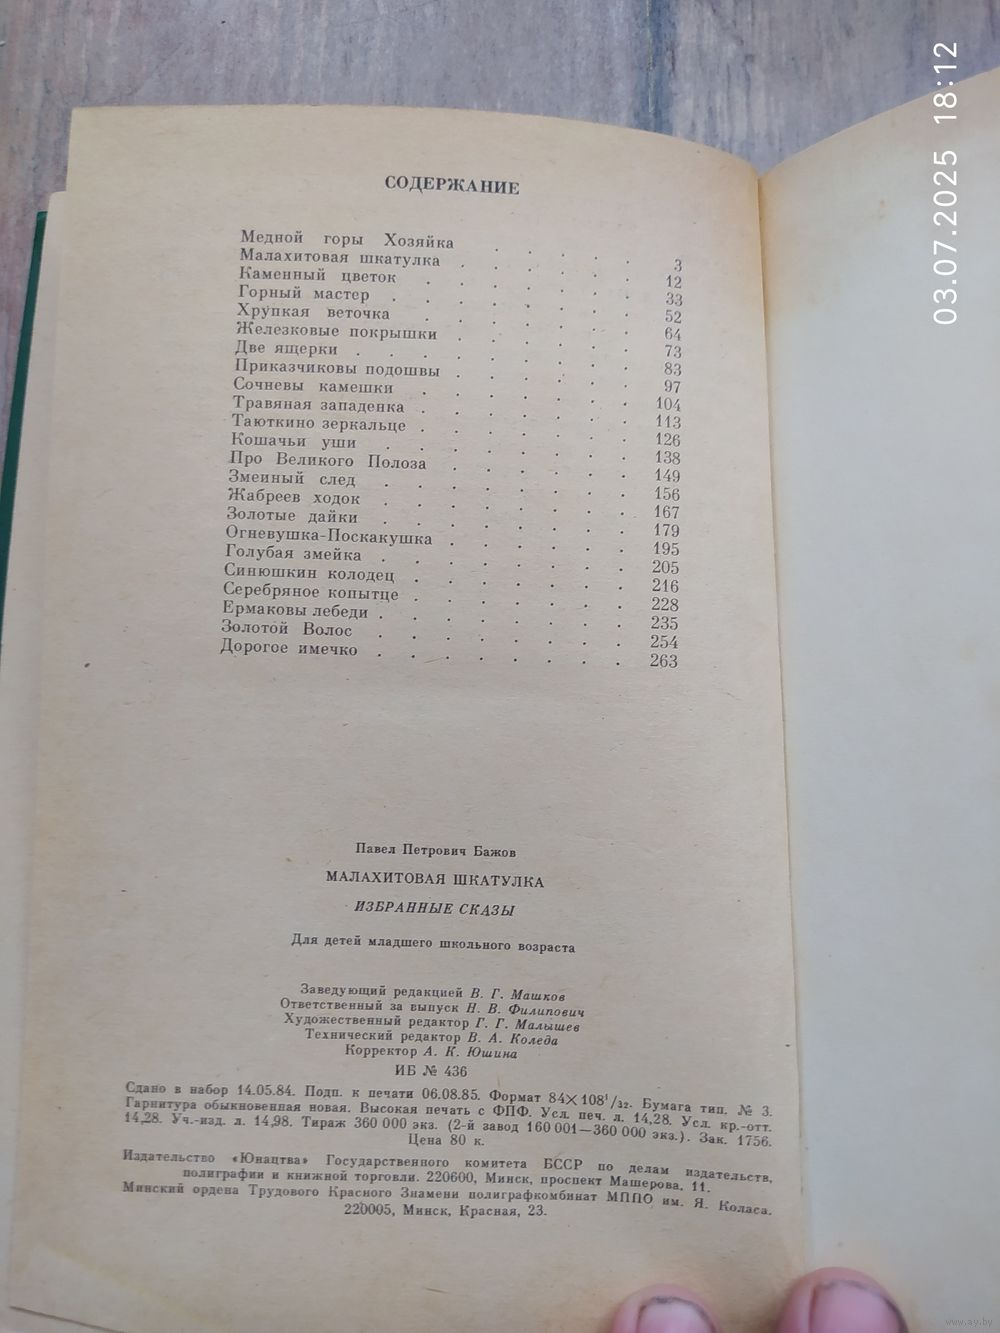 СОДЕРЖАНИЕ
Медной горы Хозяйка . . . . . 3
Малахитовая шкатулка . . . . . . 12
Каменный цветок . . . . . . 33
Горный мастер . . . . . . . 52
Хрупкая веточка . . . . . . 64
Железковые покрышки . . . . . . 73
Две ящерки . . . . . . . . 83
Приказчиковы подошвы . . . . . . 97
Сочневы камешки . . . . . . . 104
Травяная западенка . . . . . . . 113
Таюткино зеркальце . . . . . . . 126
Кошачьи уши . . . . . . . 138
Про Великого Полоза . . . . . . 149
Змеиный след . . . . . . . . 156
Жабреев ходок . . . . . . . . 167
Золотые дайки . . . . . . . . 179
Огневушка-Поскакушка . . . . . . 195
Голубая змейка . . . . . . . . 205
Синюшкин колодец . . . . . . . 216
Серебряное копытце . . . . . . . 228
Ермаковы лебеди . . . . . . . . 235
Золотой Волос . . . . . . . . 254
Дорогое имечко . . . . . . . . 263
Павел Петрович Бажов
МАЛАХИТОВАЯ ШКАТУЛКА
ИЗБРАННЫЕ СКАЗЫ
Для детей младшего школьного возраста
Заведующий редакцией В. Г. Машков
Ответственный за выпуск Н. В. Филипович
Художественный редактор Г. Г. Малышев
Технический редактор В. А. Коледа
Корректор А. К. Юшина
ИБ № 436
Сдано в набор 14.05.84. Подп. к печати 06.08.85. Формат 84×108¹/₃₂. Бумага тип. № 3.
Гарнитура обыкновенная новая. Высокая печать с ФПФ. Усл. печ. л. 14,28. Усл. кр.-отт.
14,28. Уч.-изд. л. 14,98. Тираж 360 000 экз. (2-й завод 160 001—360 000 экз.). Зак. 1756.
Цена 80 к.
Издательство «Юнацтва» Государственного комитета БССР по делам издательств,
полиграфии и книжной торговли. 220600, Минск, проспект Машерова, 11.
Минский ордена Трудового Красного Знамени полиграфкомбинат МППО им. Я. Коласа.
220005, Минск, Красная, 23.
03.07.2025 18:12
www.ay.by